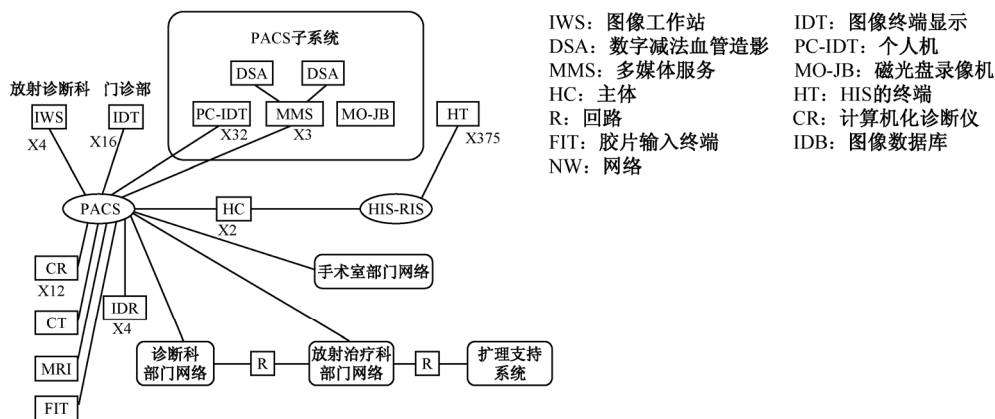 PACS子系统
DSA
DSA
PC-IDT
MMS
MO-JB
X32
X3
放射诊断科
门诊部
IWS
IDT
X4
X16
HT
X375
PACS
HC
X2
HIS-RIS
CR
X12
IDR
X4
CT
MRI
FIT
手术室部门网络
诊断科
部门网络
R
放射治疗科
部门网络
R
扩理支持
系统
IWS：图像工作站
DSA：数字减法血管造影
MMS：多媒体服务
HC：主体
R：回路
FIT：胶片输入终端
NW：网络
IDT：图像终端显示
PC-IDT：个人机
MO-JB：磁光盘录像机
HT：HIS的终端
CR：计算机化诊断仪
IDB：图像数据库